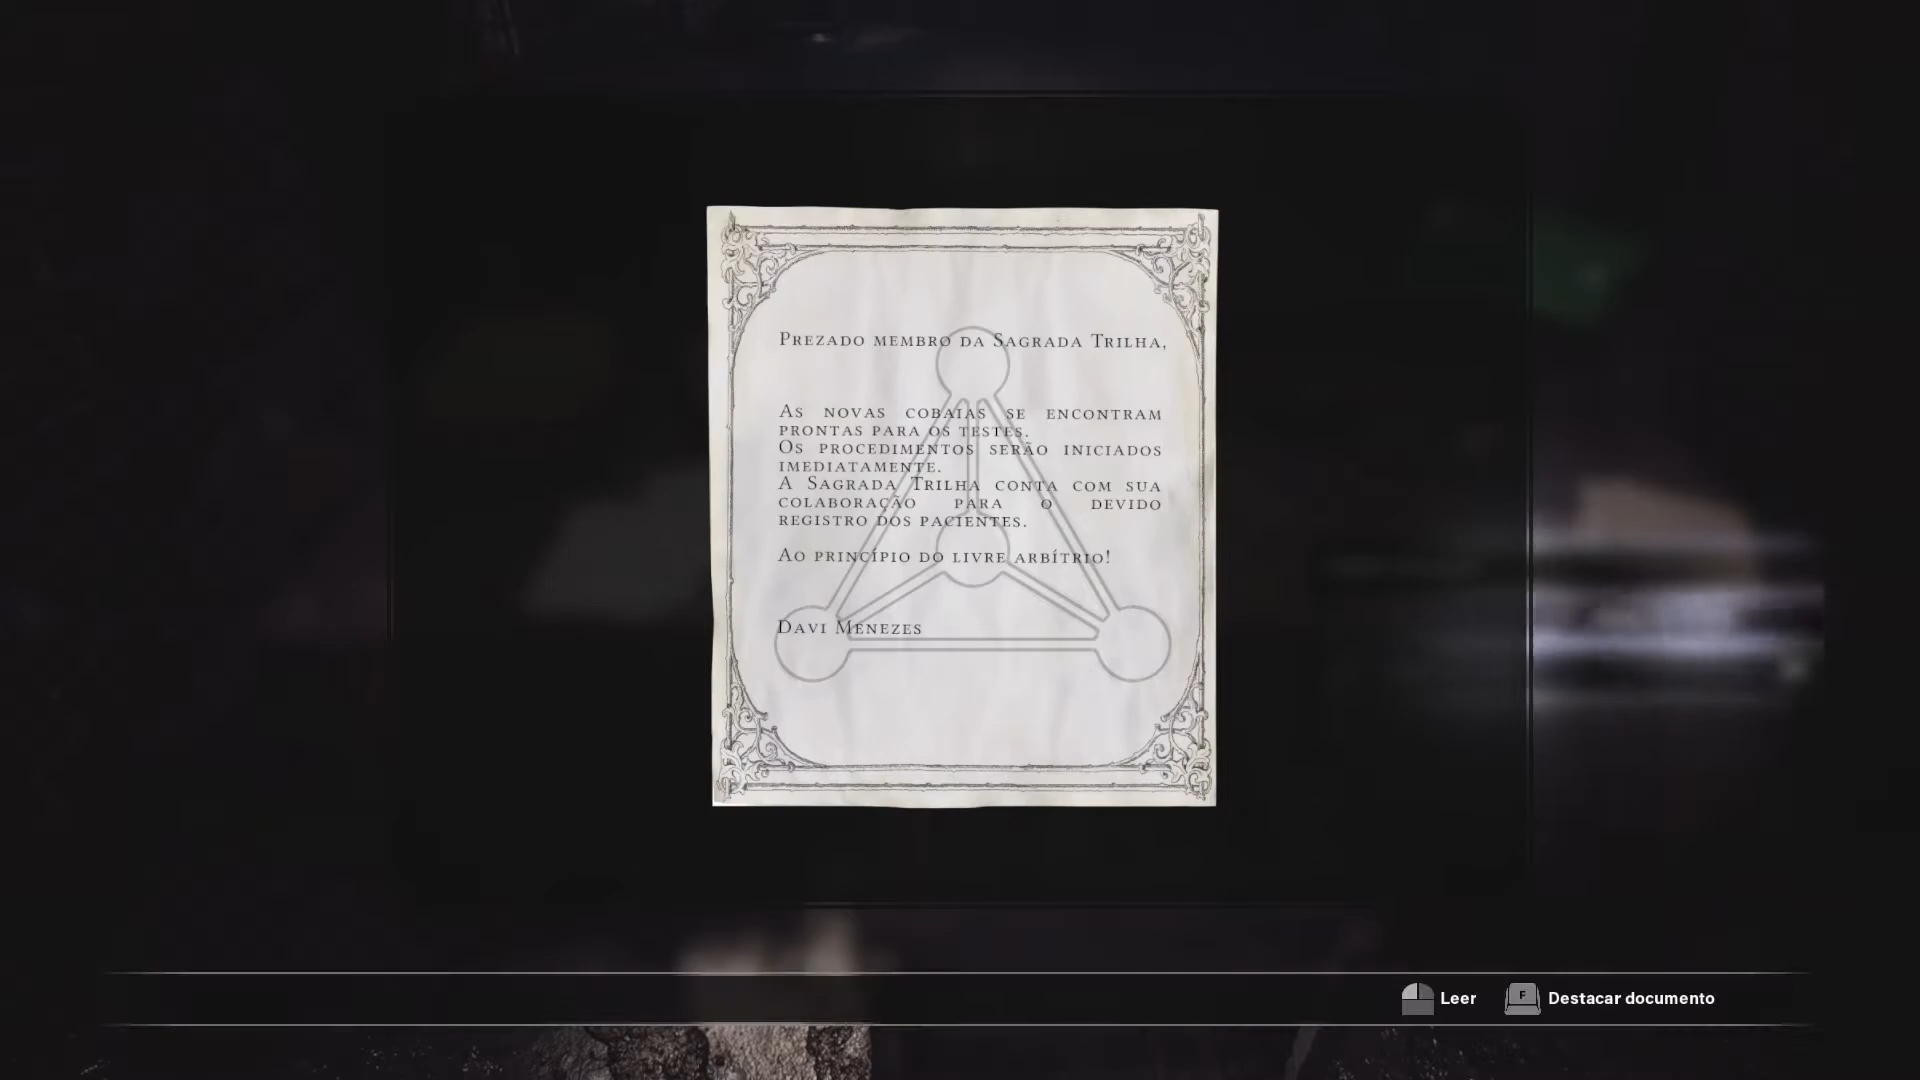 Prezado membro da Sagrada Trilha,
As novas cobaias se encontram
prontas para os testes.
Os procedimentos serão iniciados
imediatamente.
A Sagrada Trilha conta com sua
colaboração para o devido
registro dos pacientes.
Ao princípio do livre arbítrio!
Davi Menezes
F
Leer
Destacar documento